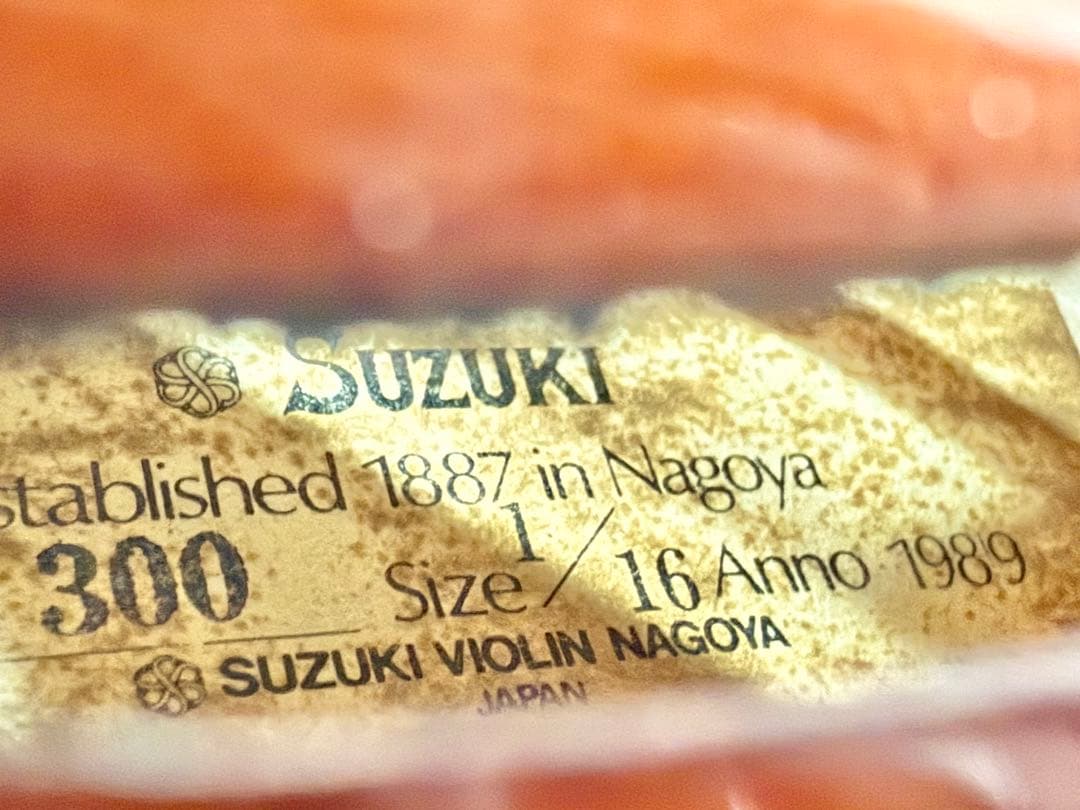 SUZUKI
stablished 1887 in Nagoya
300 Size 1/16 Anno 1989
SUZUKI VIOLIN NAGOYA
JAPAN